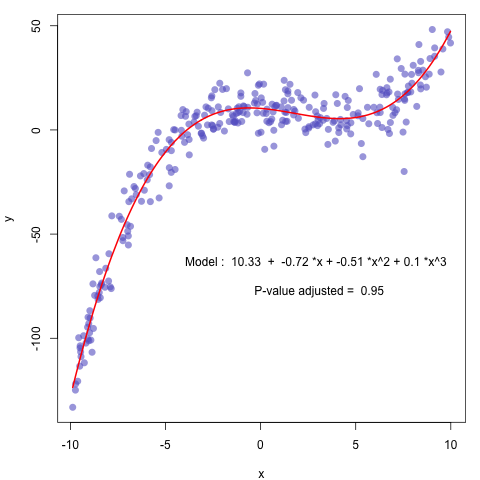 50
0
-50
-100
y
Model :  10.33  +  -0.72 *x + -0.51 *x^2 + 0.1 *x^3
P-value adjusted =  0.95
-10
-5
0
5
10
x